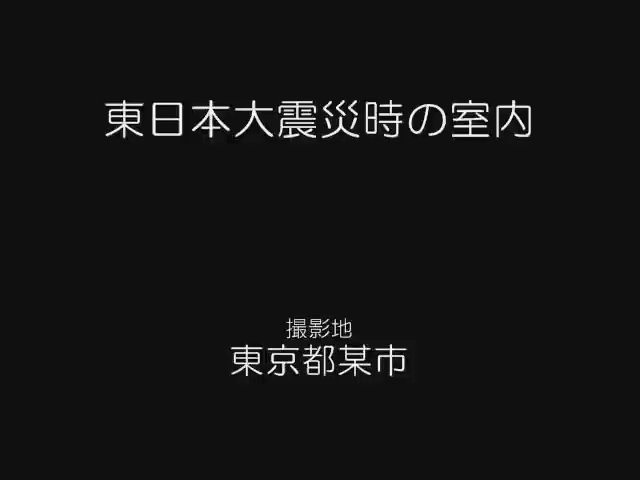 東日本大震災時の室内
撮影地
東京都某市